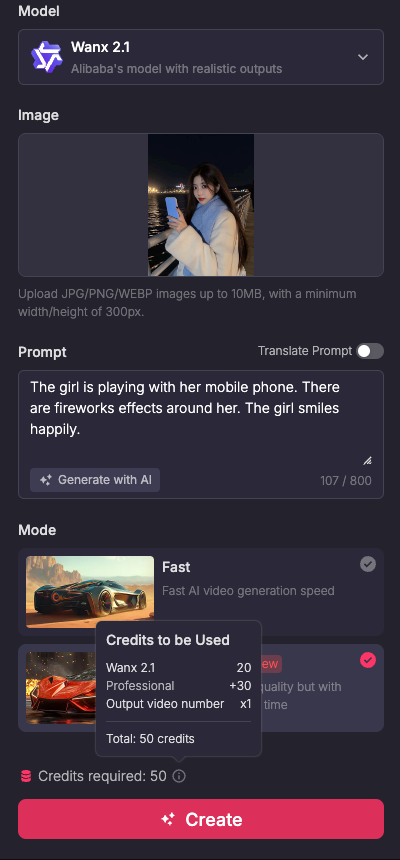 Model
Wanx 2.1
Alibaba's model with realistic outputs
Image
Upload JPG/PNG/WEBP images up to 10MB, with a minimum
width/height of 300px.
Prompt
Translate Prompt
The girl is playing with her mobile phone. There
are fireworks effects around her. The girl smiles
happily.
Generate with AI
107 / 800
Mode
Fast
Fast AI video generation speed
Credits to be Used
Wanx 2.1 20
Professional +30
Output video number x1
Total: 50 credits
quality but with
time
Credits required: 50
Create